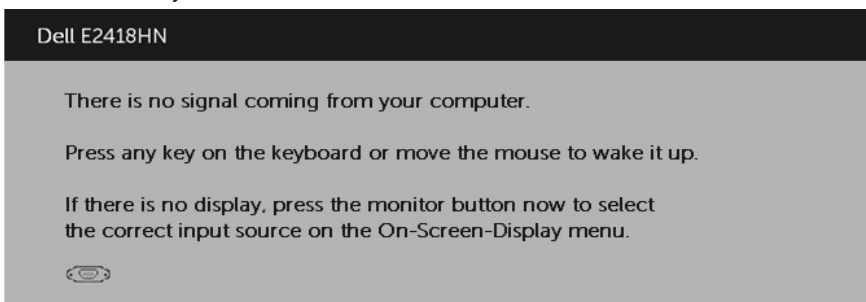 Dell E2418HN
There is no signal coming from your computer.
Press any key on the keyboard or move the mouse to wake it up.
If there is no display, press the monitor button now to select
the correct input source on the On-Screen-Display menu.